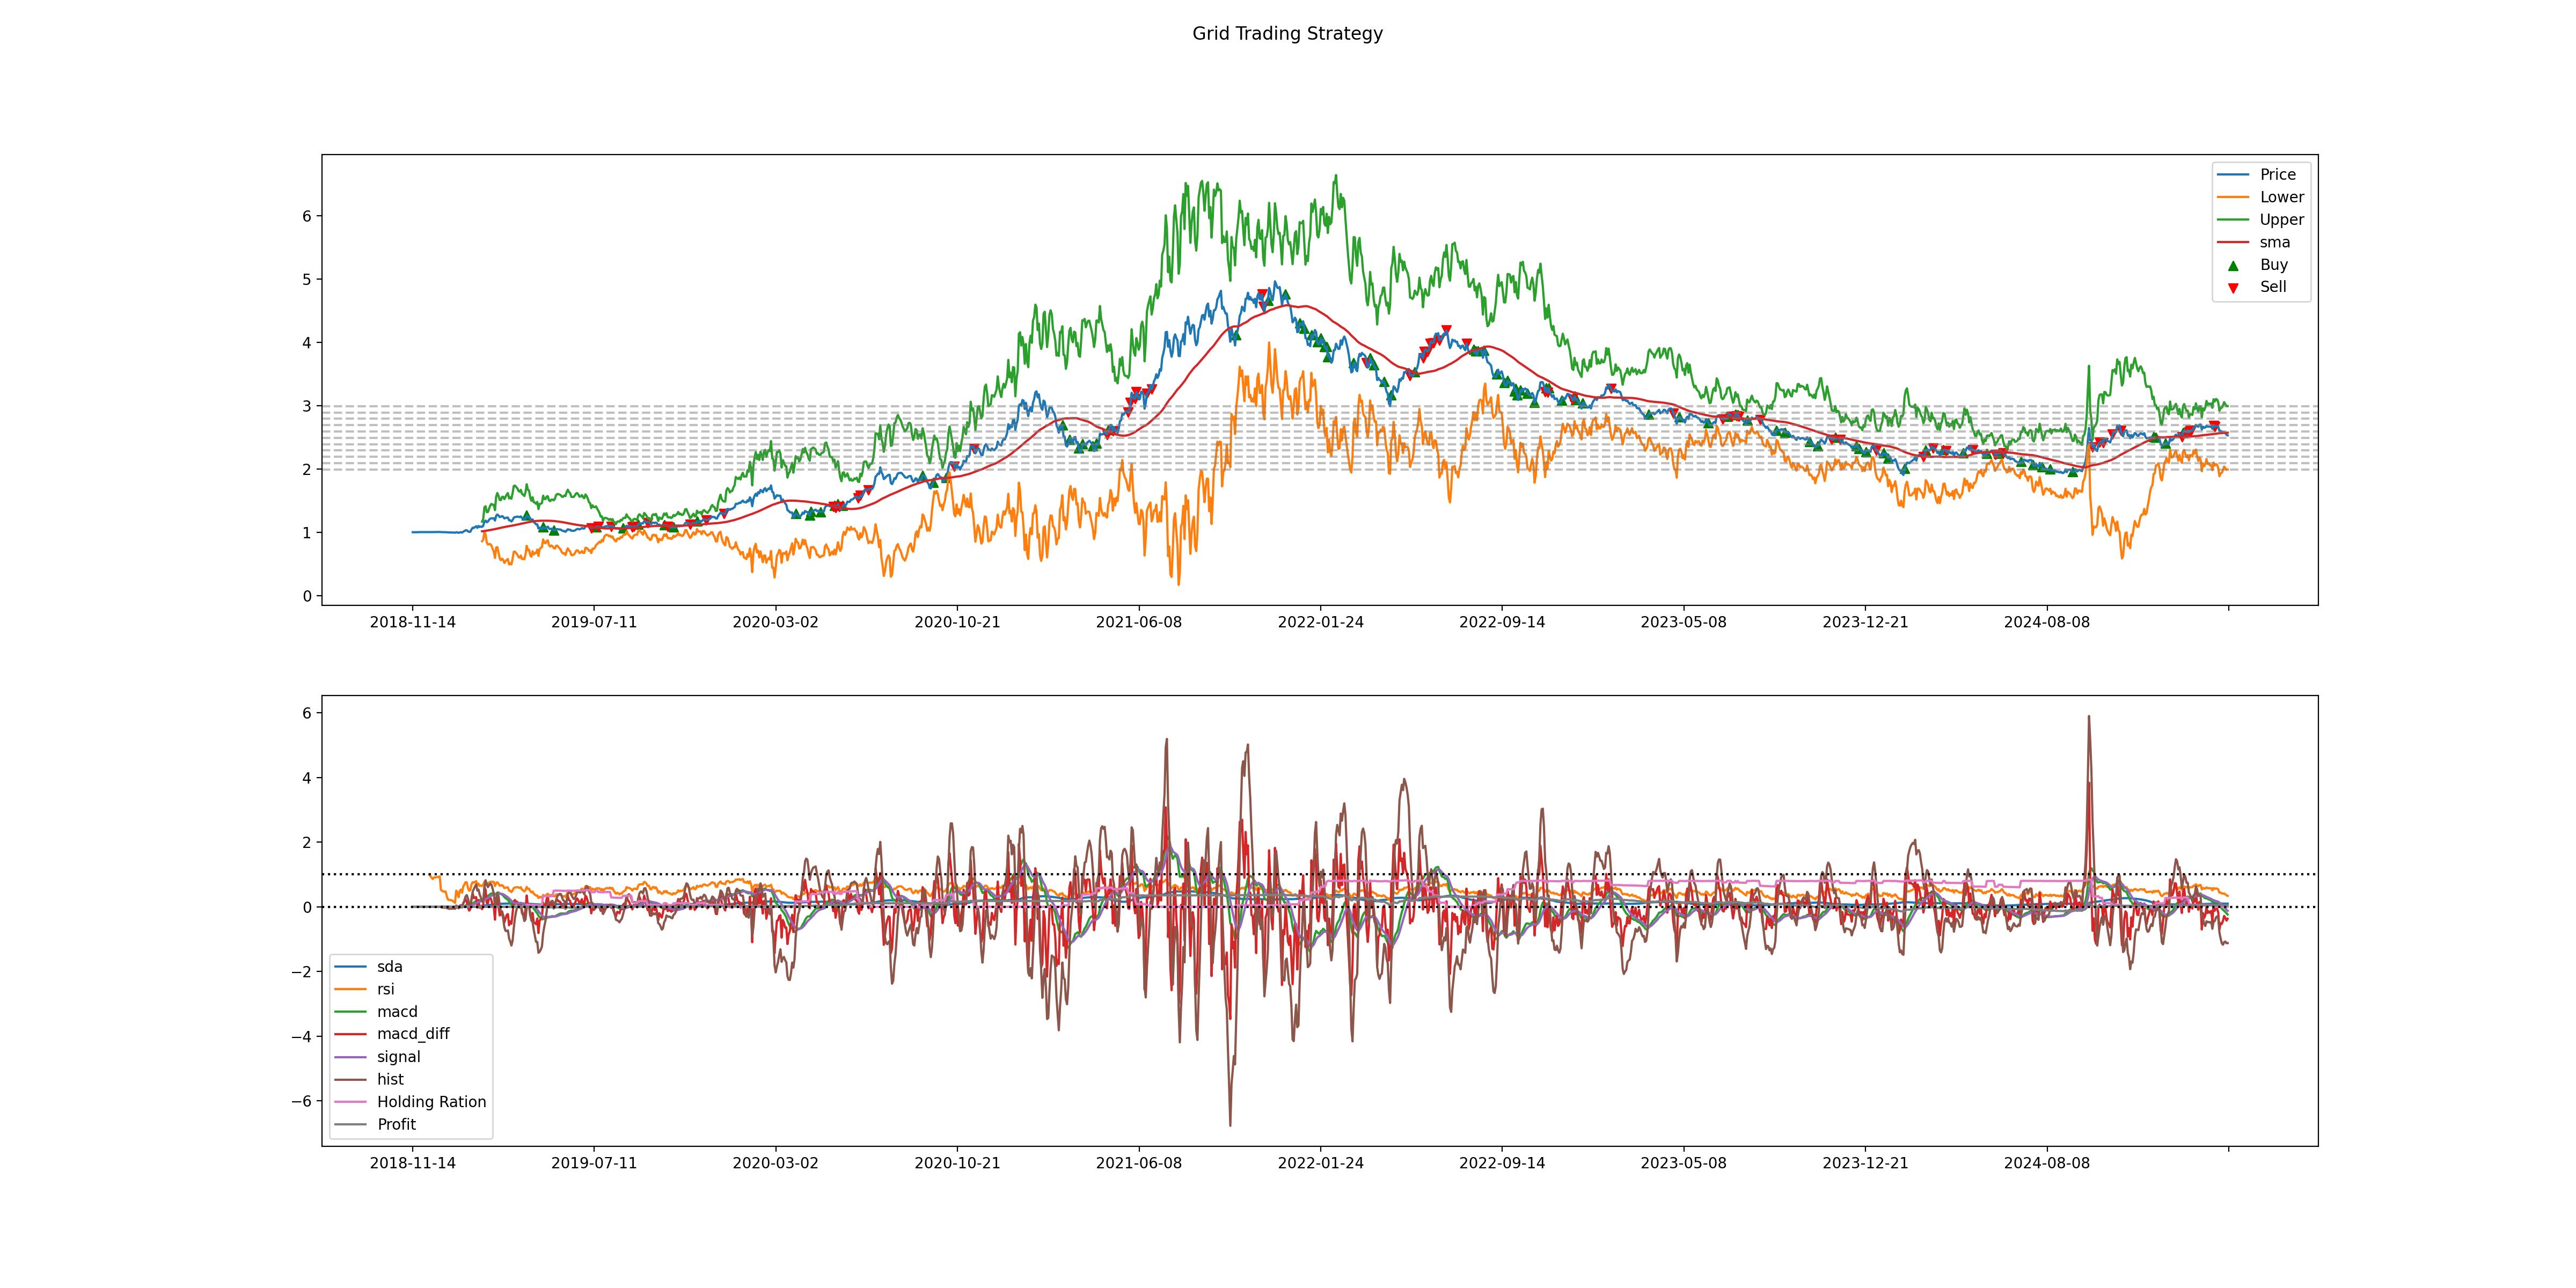 Grid Trading Strategy
6
5
4
3
2
1
0
Price
Lower
Upper
sma
Buy
Sell
2018-11-14 2019-07-11 2020-03-02 2020-10-21 2021-06-08 2022-01-24 2022-09-14 2023-05-08 2023-12-21 2024-08-08
6
4
2
0
−2
−4
−6
sda
rsi
macd
macd_diff
signal
hist
Holding Ration
Profit
2018-11-14 2019-07-11 2020-03-02 2020-10-21 2021-06-08 2022-01-24 2022-09-14 2023-05-08 2023-12-21 2024-08-08